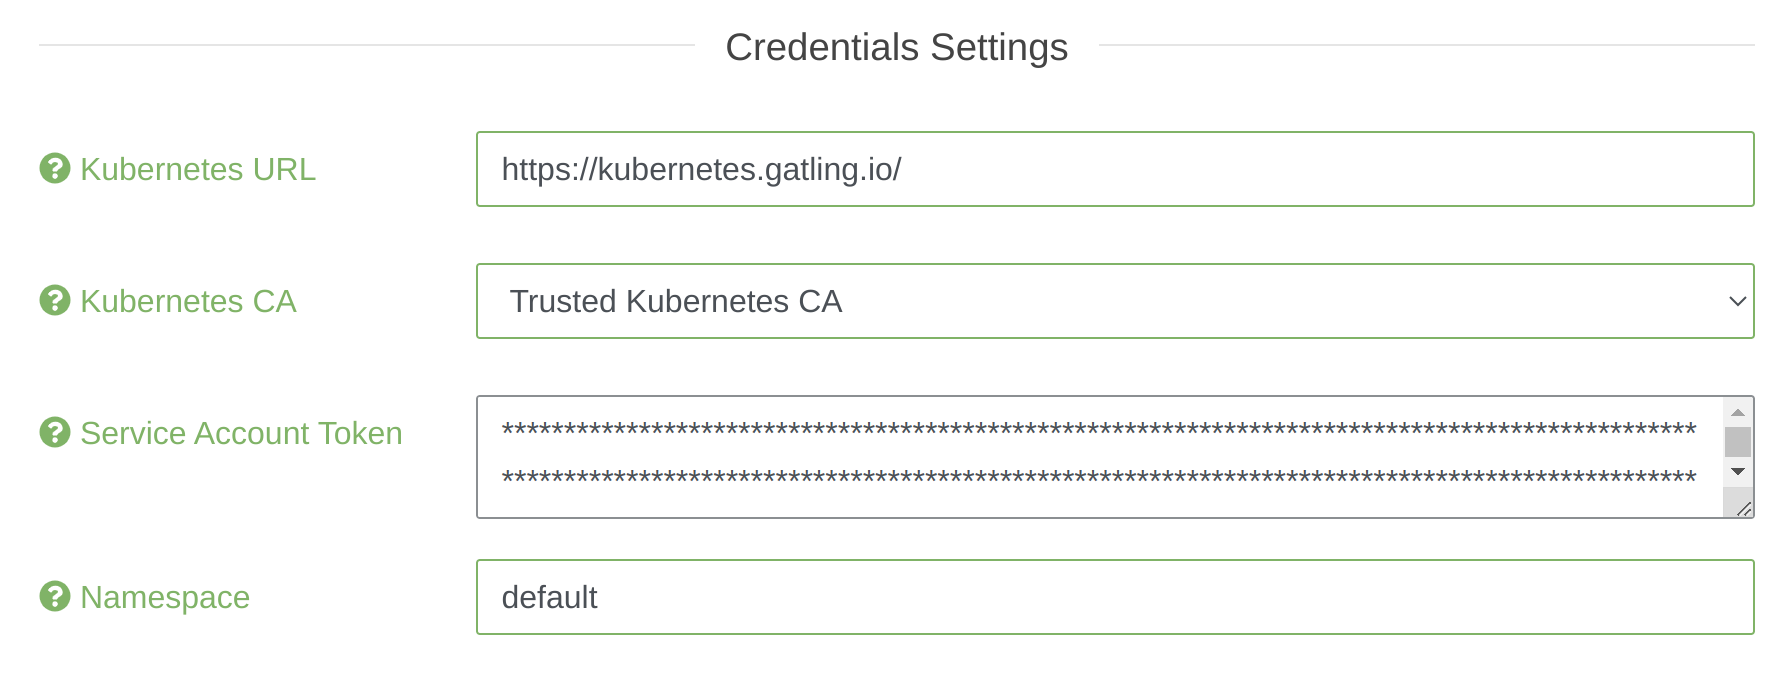 Credentials Settings
Kubernetes URL
https://kubernetes.gatling.io/
Kubernetes CA
Trusted Kubernetes CA
Service Account Token
************************************************************************************************
************************************************************************************************
Namespace
default